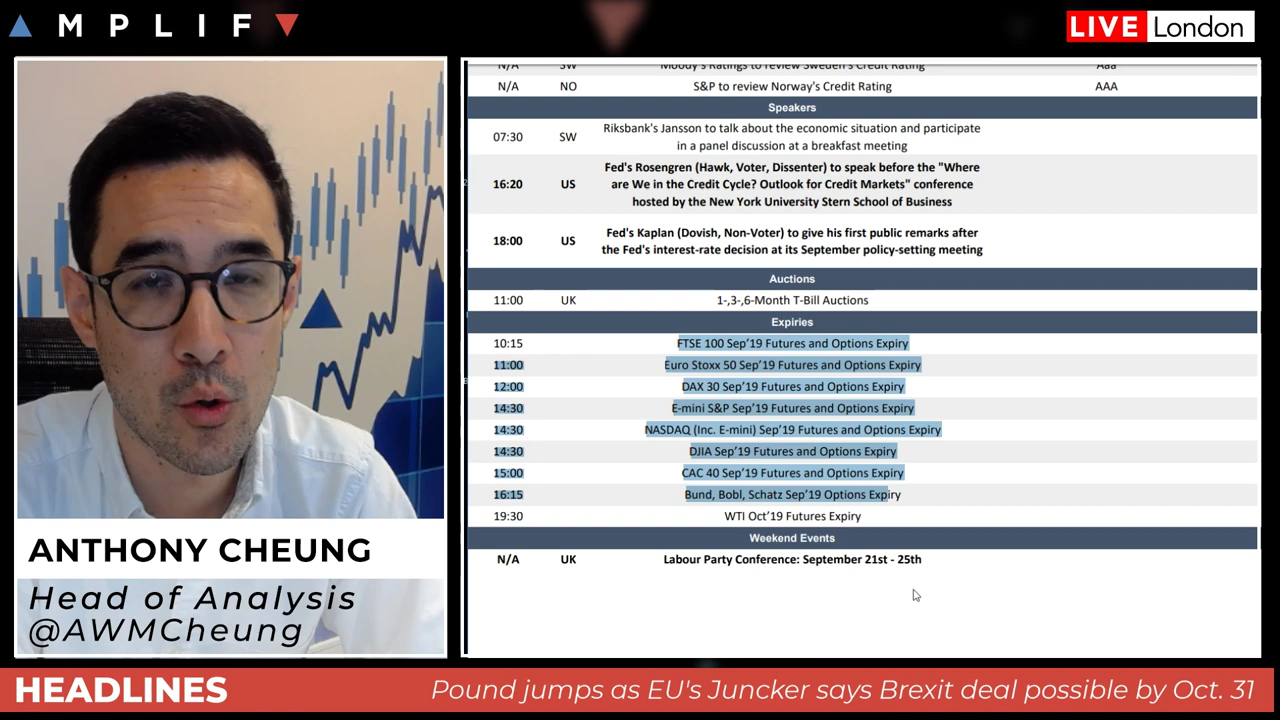 MPLIF
LIVE London
N/A SW Moody's Ratings to review Sweden's Credit Rating Aaa
N/A NO S&P to review Norway's Credit Rating AAA
Speakers
07:30 SW Riksbank's Jansson to talk about the economic situation and participate
in a panel discussion at a breakfast meeting
Fed's Rosengren (Hawk, Voter, Dissenter) to speak before the "Where
16:20 US are We in the Credit Cycle? Outlook for Credit Markets" conference
hosted by the New York University Stern School of Business
18:00 US Fed's Kaplan (Dovish, Non-Voter) to give his first public remarks after
the Fed's interest-rate decision at its September policy-setting meeting
Auctions
11:00 UK 1-,3-,6-Month T-Bill Auctions
Expiries
10:15 FTSE 100 Sep’19 Futures and Options Expiry
11:00 Euro Stoxx 50 Sep’19 Futures and Options Expiry
12:00 DAX 30 Sep’19 Futures and Options Expiry
14:30 E-mini S&P Sep’19 Futures and Options Expiry
14:30 NASDAQ (Inc. E-mini) Sep’19 Futures and Options Expiry
14:30 DJIA Sep’19 Futures and Options Expiry
15:00 CAC 40 Sep’19 Futures and Options Expiry
16:15 Bund, Bobl, Schatz Sep’19 Options Expiry
19:30 WTI Oct’19 Futures Expiry
Weekend Events
N/A UK Labour Party Conference: September 21st - 25th
ANTHONY CHEUNG
Head of Analysis
@AWMCheung
HEADLINES Pound jumps as EU's Juncker says Brexit deal possible by Oct. 31